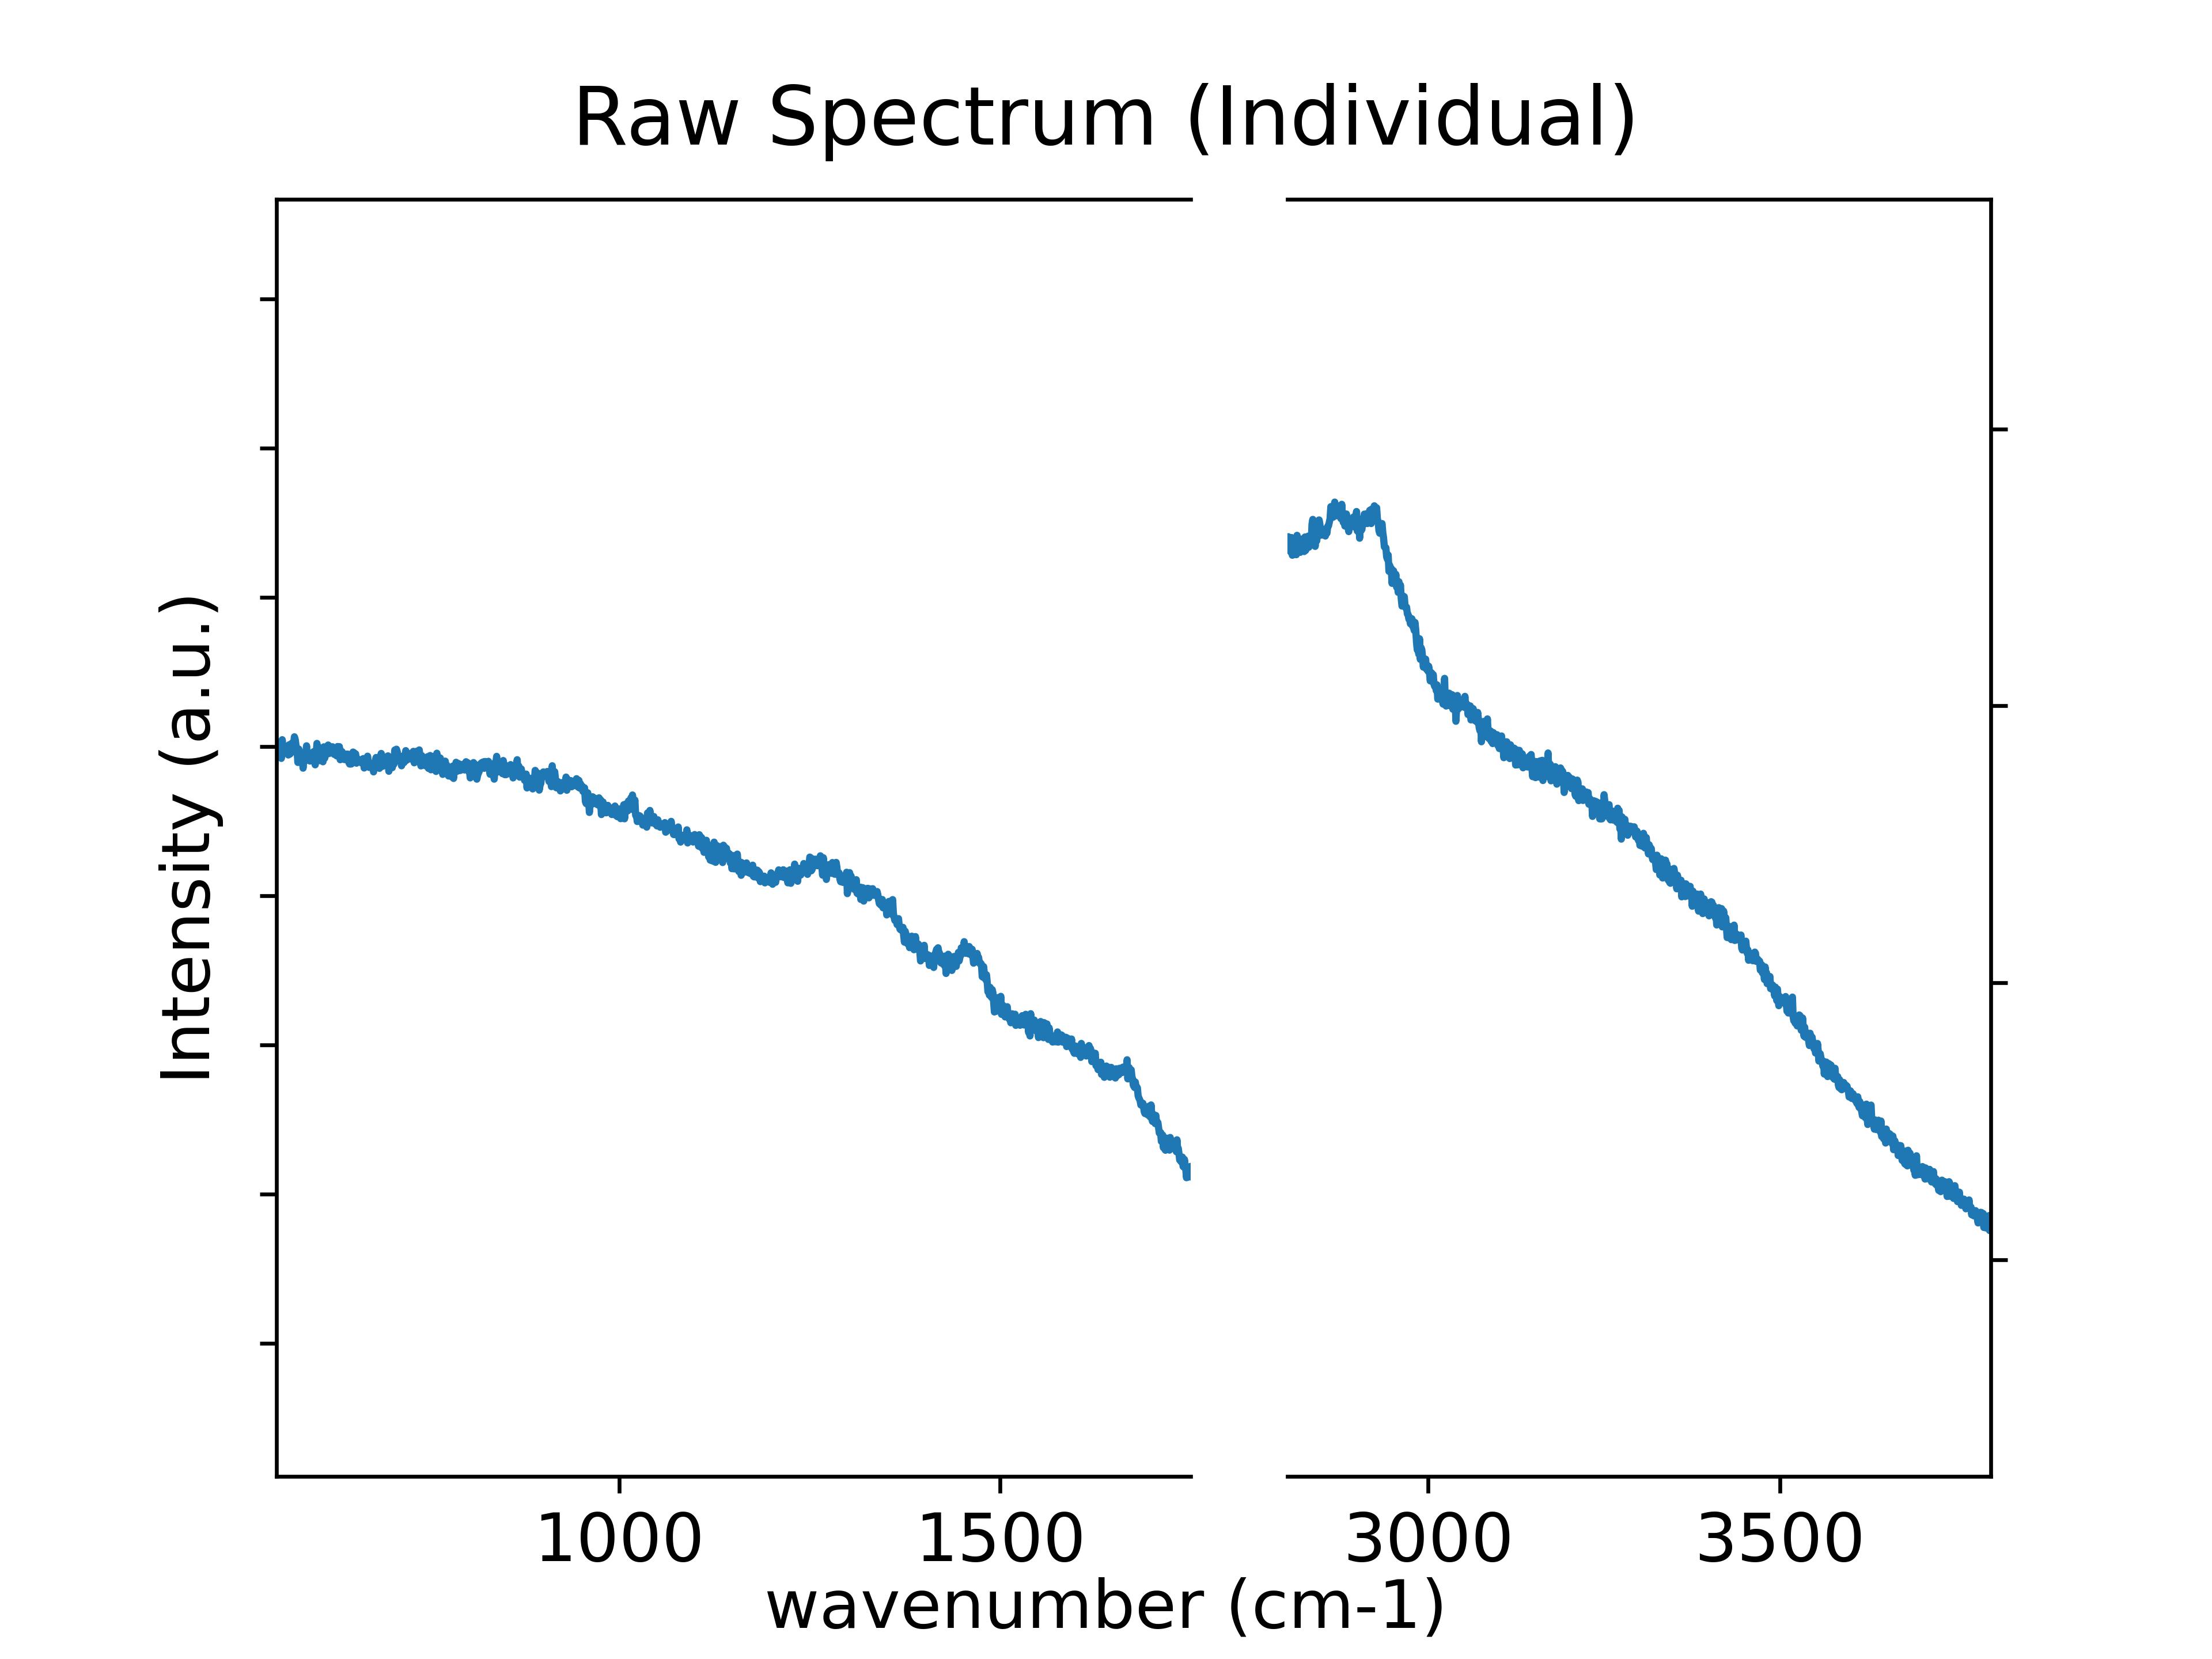 Raw Spectrum (Individual)
Intensity (a.u.)
1000 1500 3000 3500
wavenumber (cm-1)